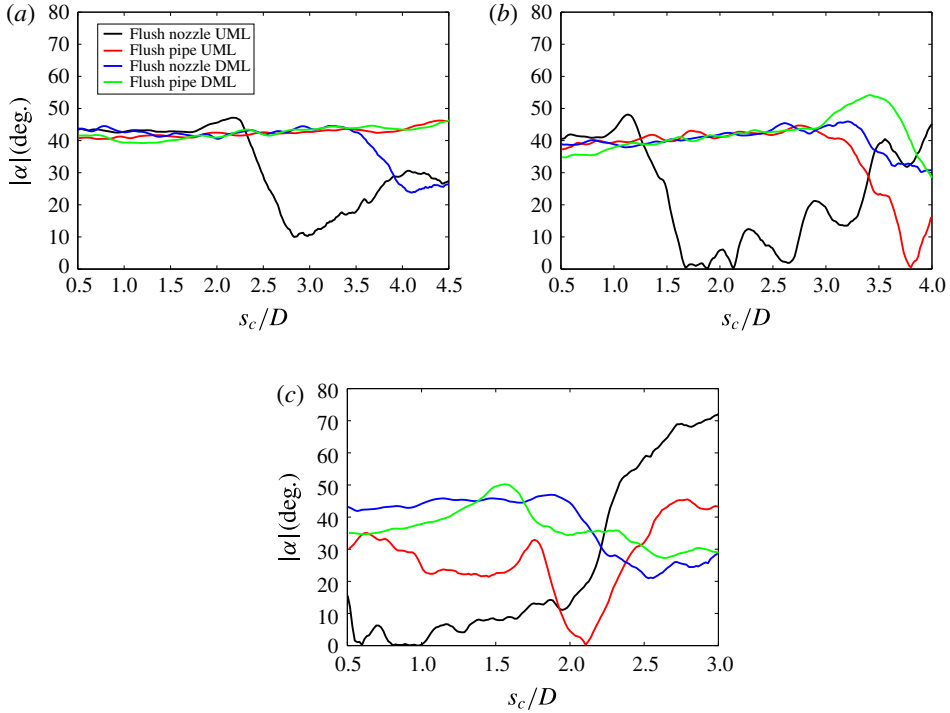 (a)
80
70
60
50
40
30
20
10
0
|α|(deg.)
Flush nozzle UML
Flush pipe UML
Flush nozzle DML
Flush pipe DML
0.5 1.0 1.5 2.0 2.5 3.0 3.5 4.0 4.5
s_c/D
(b)
80
70
60
50
40
30
20
10
0
0.5 1.0 1.5 2.0 2.5 3.0 3.5 4.0
s_c/D
(c)
80
70
60
50
40
30
20
10
0
|α|(deg.)
0.5 1.0 1.5 2.0 2.5 3.0
s_c/D